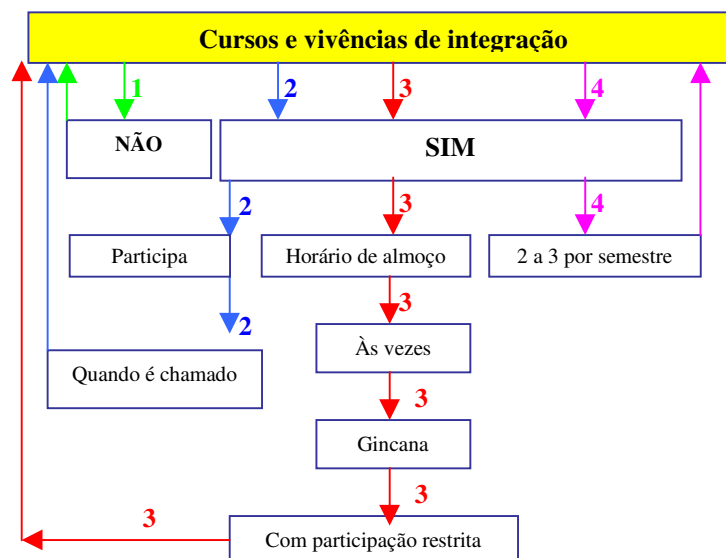 Cursos e vivências de integração
1 2 3 4
NÃO SIM
2 3 4
Participa Horário de almoço 2 a 3 por semestre
2 3
Às vezes
Quando é chamado
3
Gincana
3
3
Com participação restrita